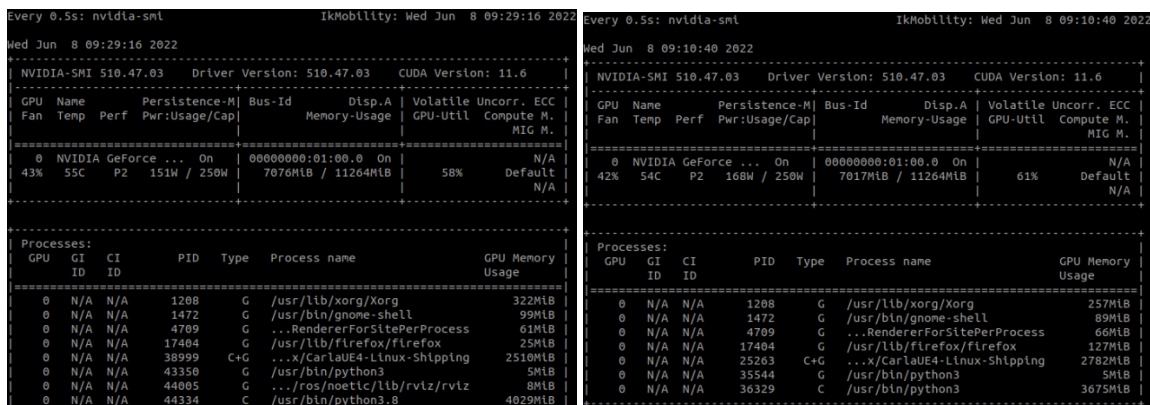 Every 0.5s: nvidia-smi IkMobility: Wed Jun 8 09:29:16 2022
Wed Jun 8 09:29:16 2022
NVIDIA-SMI 510.47.03 Driver Version: 510.47.03 CUDA Version: 11.6
GPU Name Persistence-M| Bus-Id Disp.A | Volatile Uncorr. ECC
Fan Temp Perf Pwr:Usage/Cap| Memory-Usage | GPU-Util Compute M.
MIG M.
0 NVIDIA GeForce ... On | 00000000:01:00.0 On | N/A
43% 55C P2 151W / 250W | 7076MiB / 11264MiB | 58% Default
N/A
Processes:
GPU GI CI PID Type Process name GPU Memory
ID ID Usage
0 N/A N/A 1208 G /usr/lib/xorg/Xorg 322MiB
0 N/A N/A 1472 G /usr/bin/gnome-shell 99MiB
0 N/A N/A 4709 G ...RendererForSitePerProcess 61MiB
0 N/A N/A 17404 G /usr/lib/firefox/firefox 25MiB
0 N/A N/A 38999 C+G ...x/CarlaUE4-Linux-Shipping 2510MiB
0 N/A N/A 43350 G /usr/bin/python3 5MiB
0 N/A N/A 44005 G .../ros/noetic/lib/rviz/rviz 8MiB
0 N/A N/A 44334 C /usr/bin/python3.8 4029MiB
Every 0.5s: nvidia-smi IkMobility: Wed Jun 8 09:10:40 2022
Wed Jun 8 09:10:40 2022
NVIDIA-SMI 510.47.03 Driver Version: 510.47.03 CUDA Version: 11.6
GPU Name Persistence-M| Bus-Id Disp.A | Volatile Uncorr. ECC
Fan Temp Perf Pwr:Usage/Cap| Memory-Usage | GPU-Util Compute M.
MIG M.
0 NVIDIA GeForce ... On | 00000000:01:00.0 On | N/A
42% 54C P2 168W / 250W | 7017MiB / 11264MiB | 61% Default
N/A
Processes:
GPU GI CI PID Type Process name GPU Memory
ID ID Usage
0 N/A N/A 1208 G /usr/lib/xorg/Xorg 257MiB
0 N/A N/A 1472 G /usr/bin/gnome-shell 89MiB
0 N/A N/A 4709 G ...RendererForSitePerProcess 66MiB
0 N/A N/A 17404 G /usr/lib/firefox/firefox 127MiB
0 N/A N/A 25263 C+G ...x/CarlaUE4-Linux-Shipping 2782MiB
0 N/A N/A 35544 G /usr/bin/python3 5MiB
0 N/A N/A 36329 C /usr/bin/python3 3675MiB